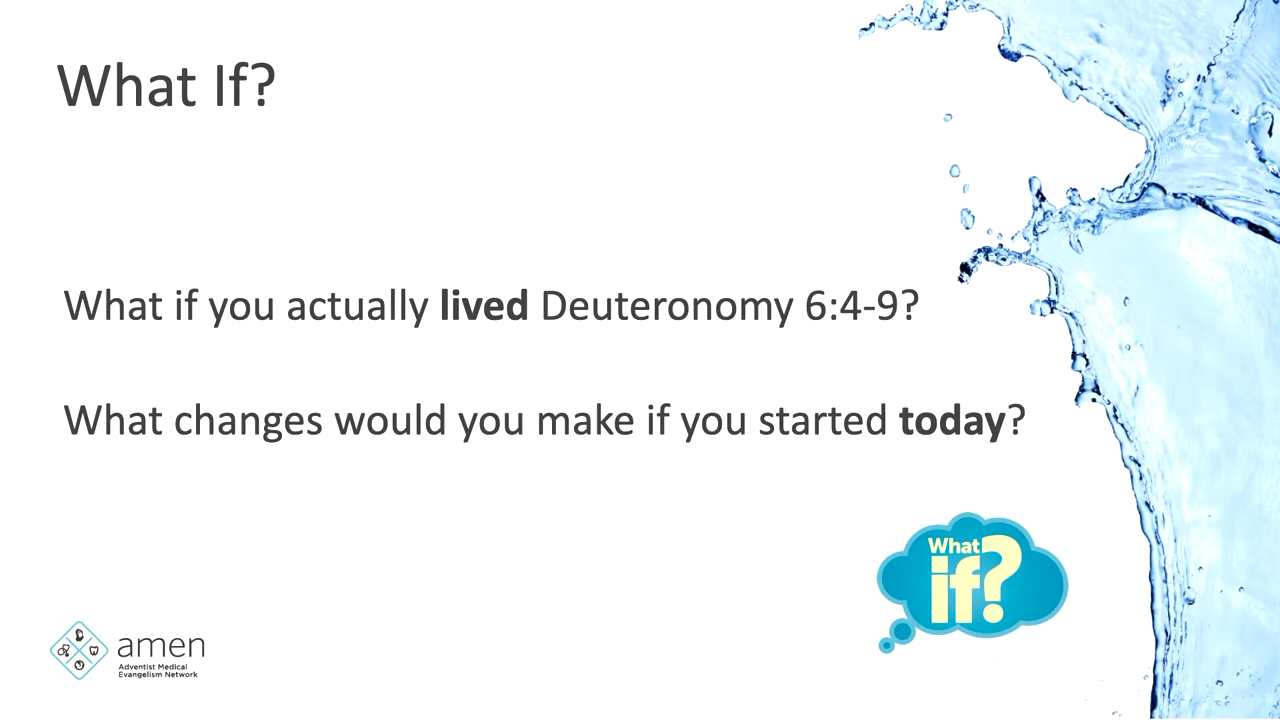 What If?
What if you actually lived Deuteronomy 6:4-9?
What changes would you make if you started today?
What
if?
amen
Adventist Medical
Evangelism Network